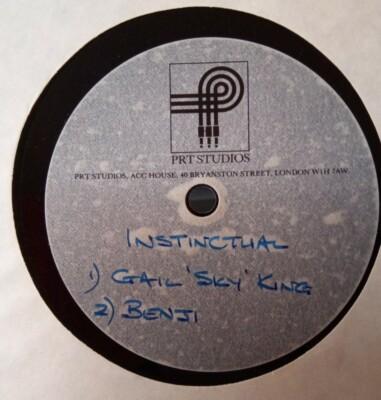 PRT STUDIOS
PRT STUDIOS, ACC HOUSE, 40 BRYANSTON STREET, LONDON W1H 7AW.
INSTINCTUAL
1) GAIL 'SKY' KING
2) BENJI